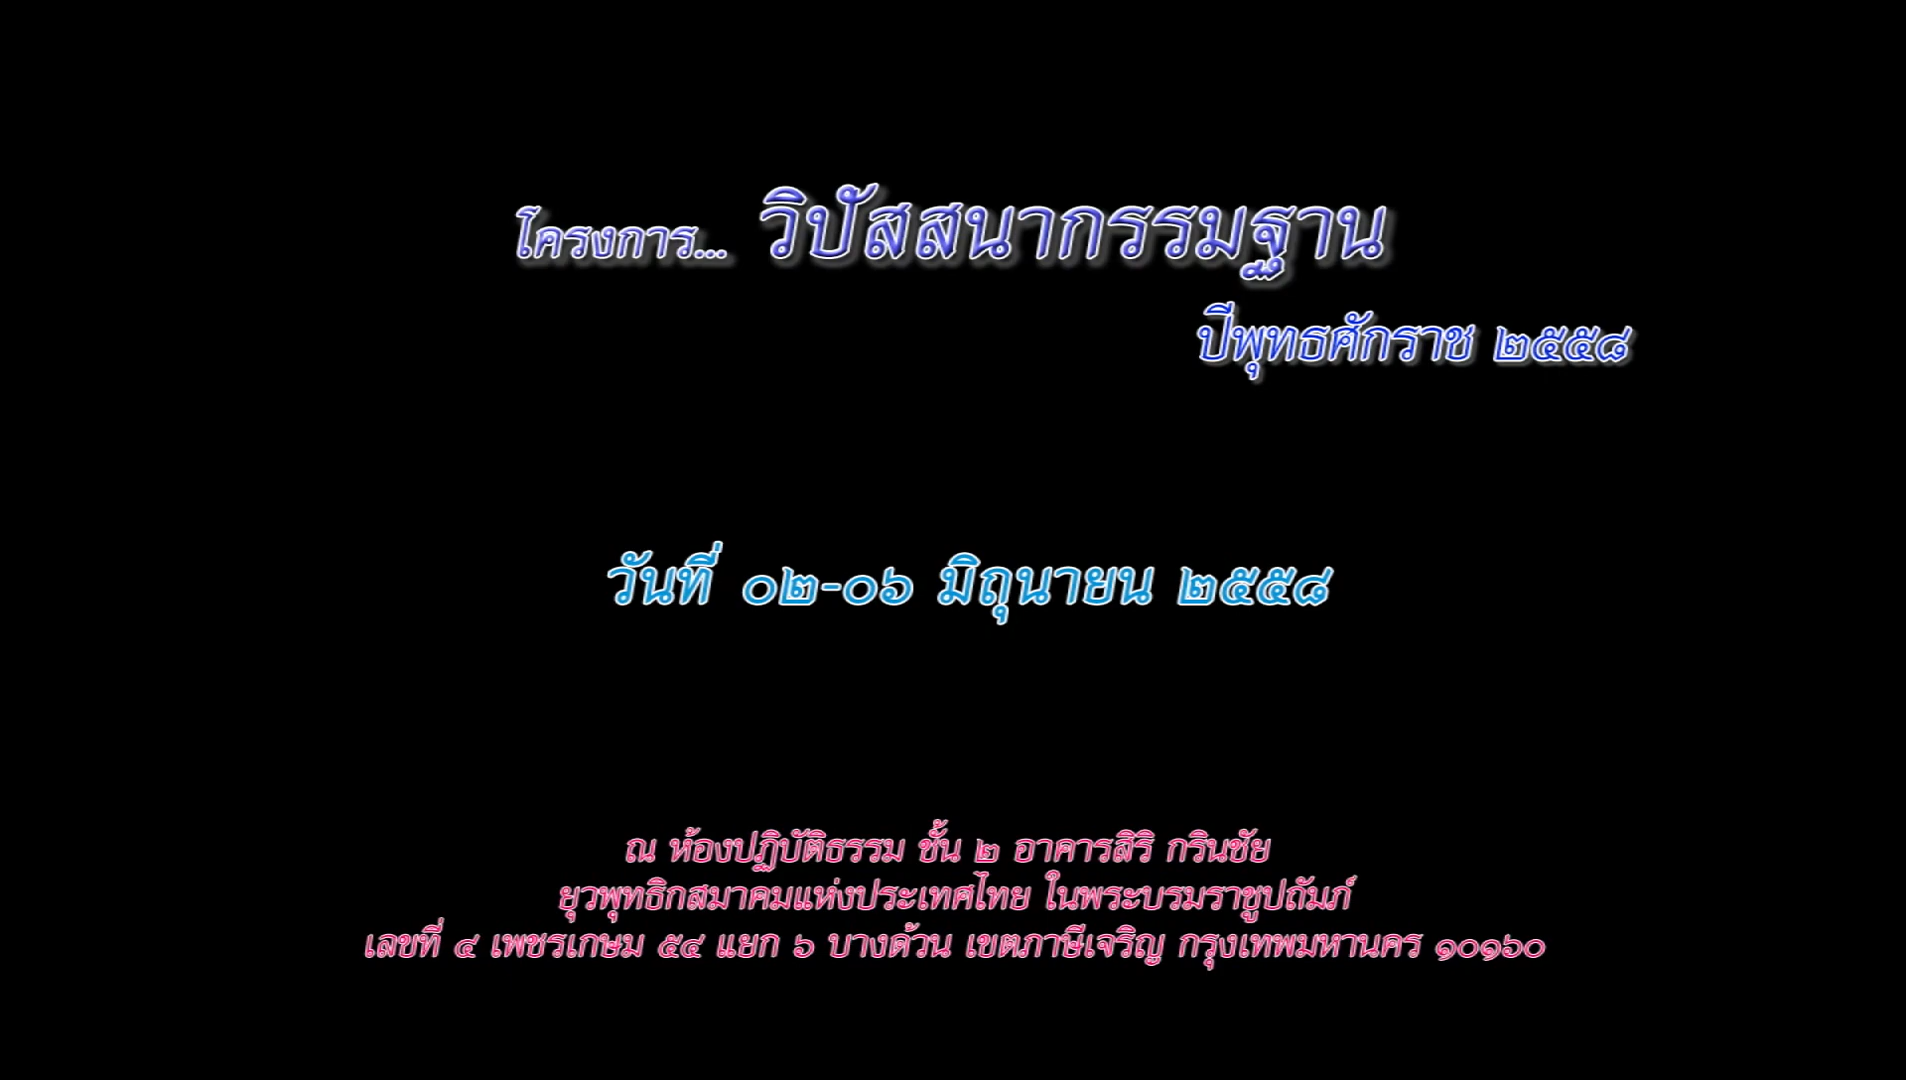 โครงการ... วิปัสสนากรรมฐาน
ปีพุทธศักราช ๒๕๕๘
วันที่ ๐๒-๐๖ มิถุนายน ๒๕๕๘
ณ ห้องปฏิบัติธรรม ชั้น ๒ อาคารสิริ กรินชัย
ยุวพุทธิกสมาคมแห่งประเทศไทย ในพระบรมราชูปถัมภ์
เลขที่ ๔ เพชรเกษม ๕๔ แยก ๖ บางด้วน เขตภาษีเจริญ กรุงเทพมหานคร ๑๐๑๖๐